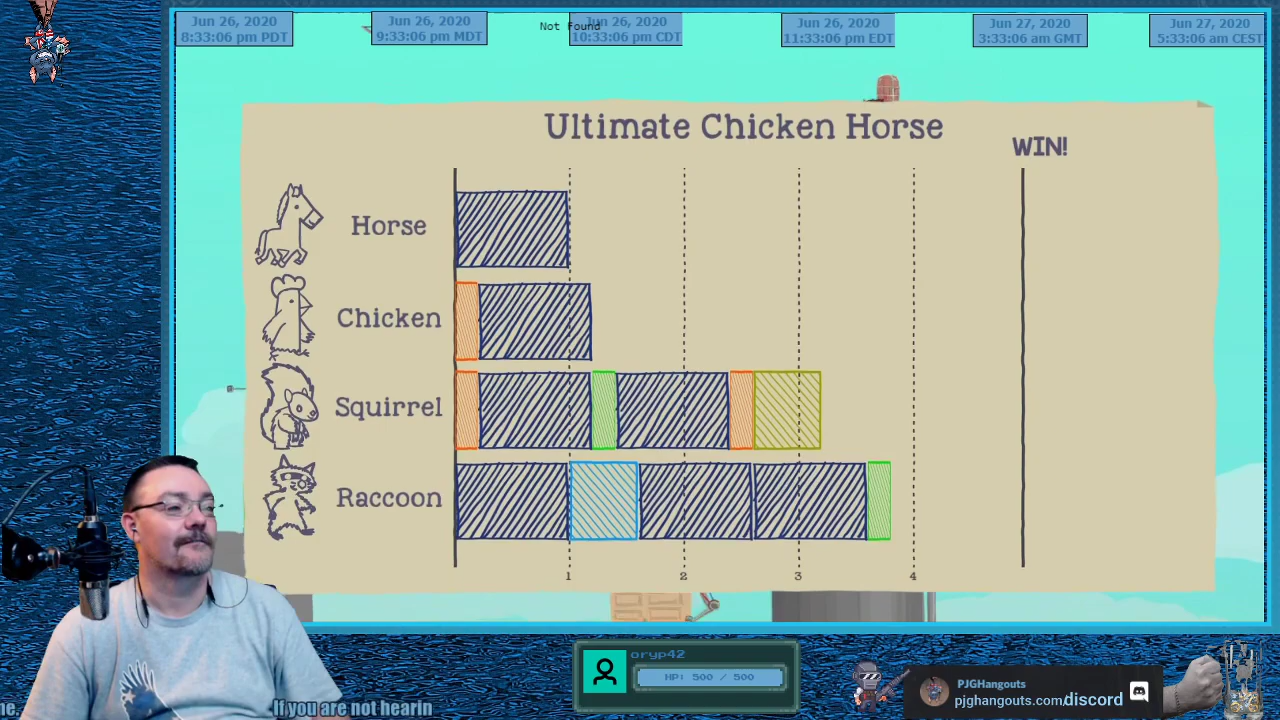 Jun 26, 2020
8:33:06 pm PDT
Jun 26, 2020
9:33:06 pm MDT
Not Found
Jun 26, 2020
10:33:06 pm CDT
Jun 26, 2020
11:33:06 pm EDT
Jun 27, 2020
3:33:06 am GMT
Jun 27, 2020
5:33:06 am CEST
Ultimate Chicken Horse
WIN!
Horse
Chicken
Squirrel
Raccoon
1 2 3 4
oryp42
HP: 500 / 500
PJGHangouts
pjghangouts.com/discord
me.
If you are not hearin